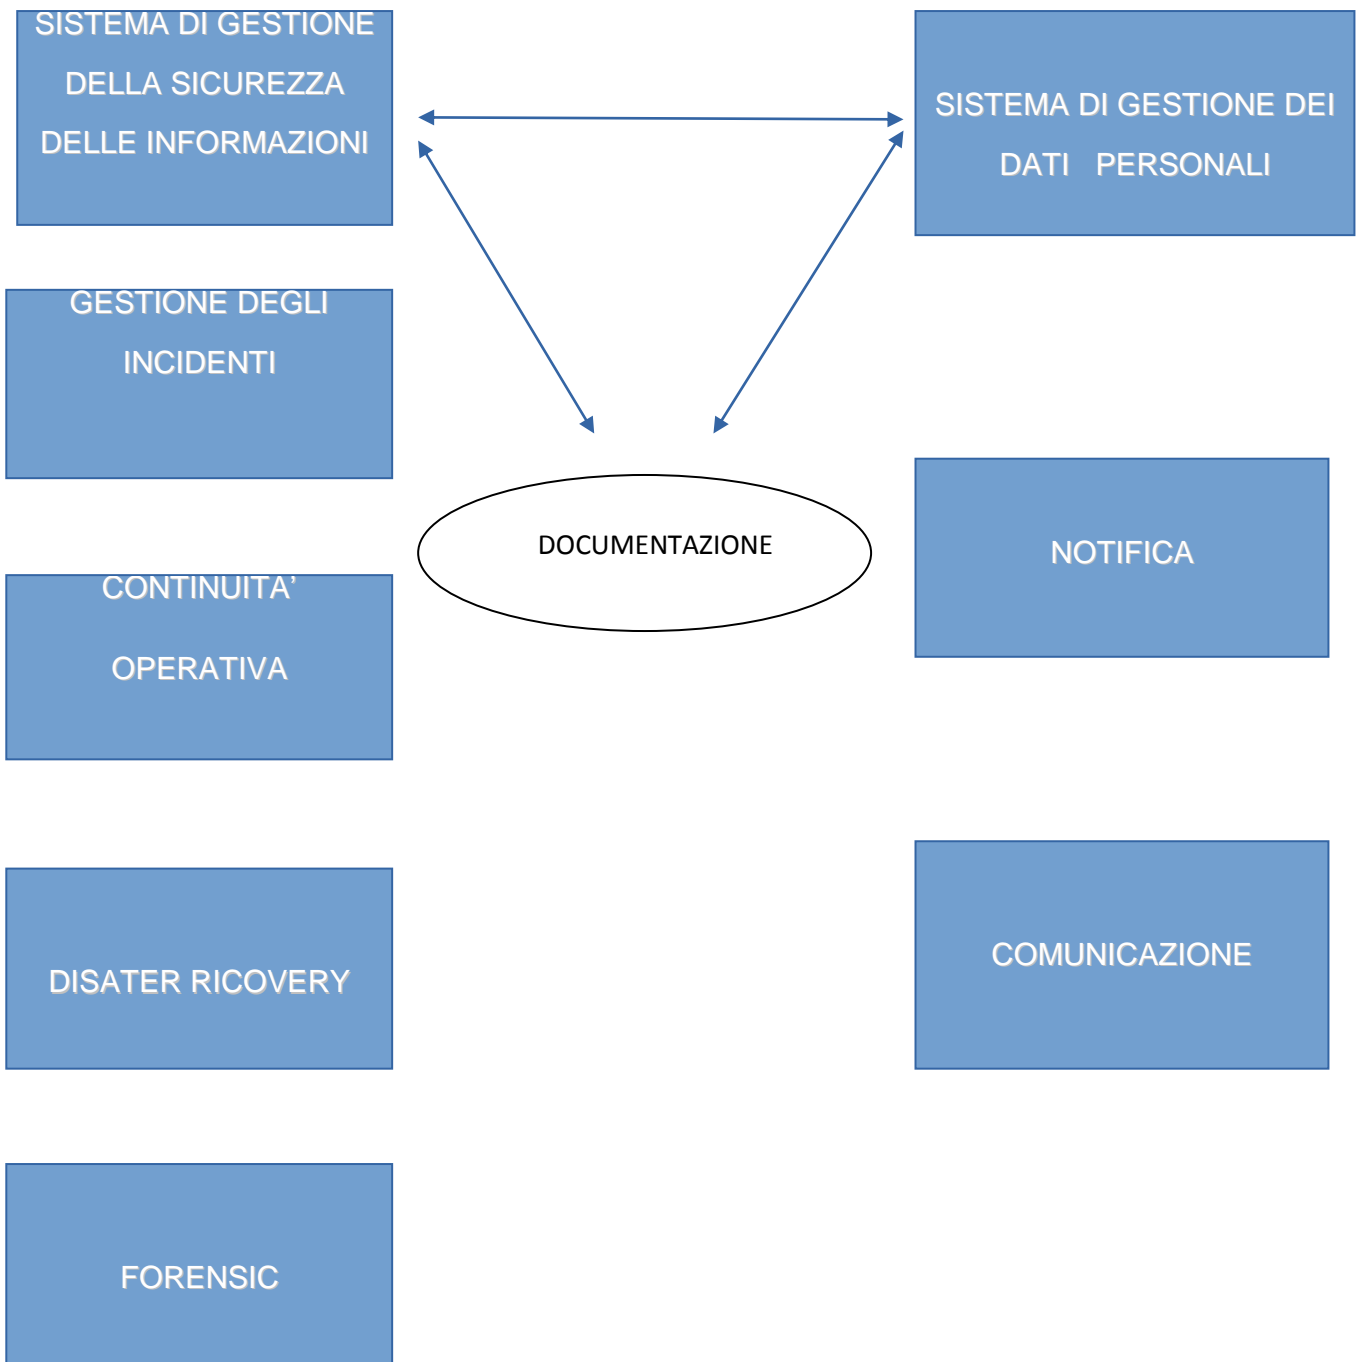 SISTEMA DI GESTIONE
DELLA SICUREZZA
DELLE INFORMAZIONI
SISTEMA DI GESTIONE DEI
DATI PERSONALI
GESTIONE DEGLI
INCIDENTI
DOCUMENTAZIONE
NOTIFICA
CONTINUITA’
OPERATIVA
DISATER RICOVERY
COMUNICAZIONE
FORENSIC